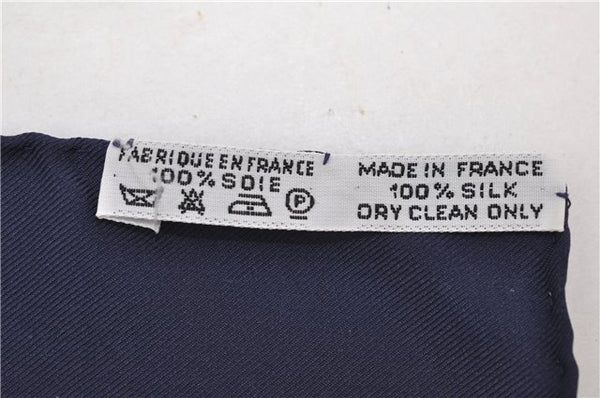 FABRIQUE EN FRANCE
100% SOIE
P
MADE IN FRANCE
100% SILK
DRY CLEAN ONLY